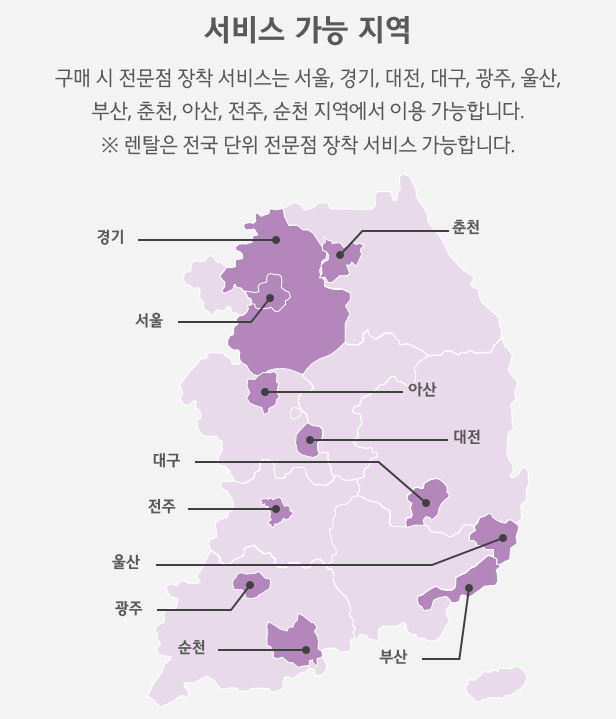 서비스 가능 지역
구매 시 전문점 장착 서비스는 서울, 경기, 대전, 대구, 광주, 울산,
부산, 춘천, 아산, 전주, 순천 지역에서 이용 가능합니다.
※ 렌탈은 전국 단위 전문점 장착 서비스 가능합니다.
춘천
경기
서울
아산
대전
대구
전주
울산
광주
순천
부산